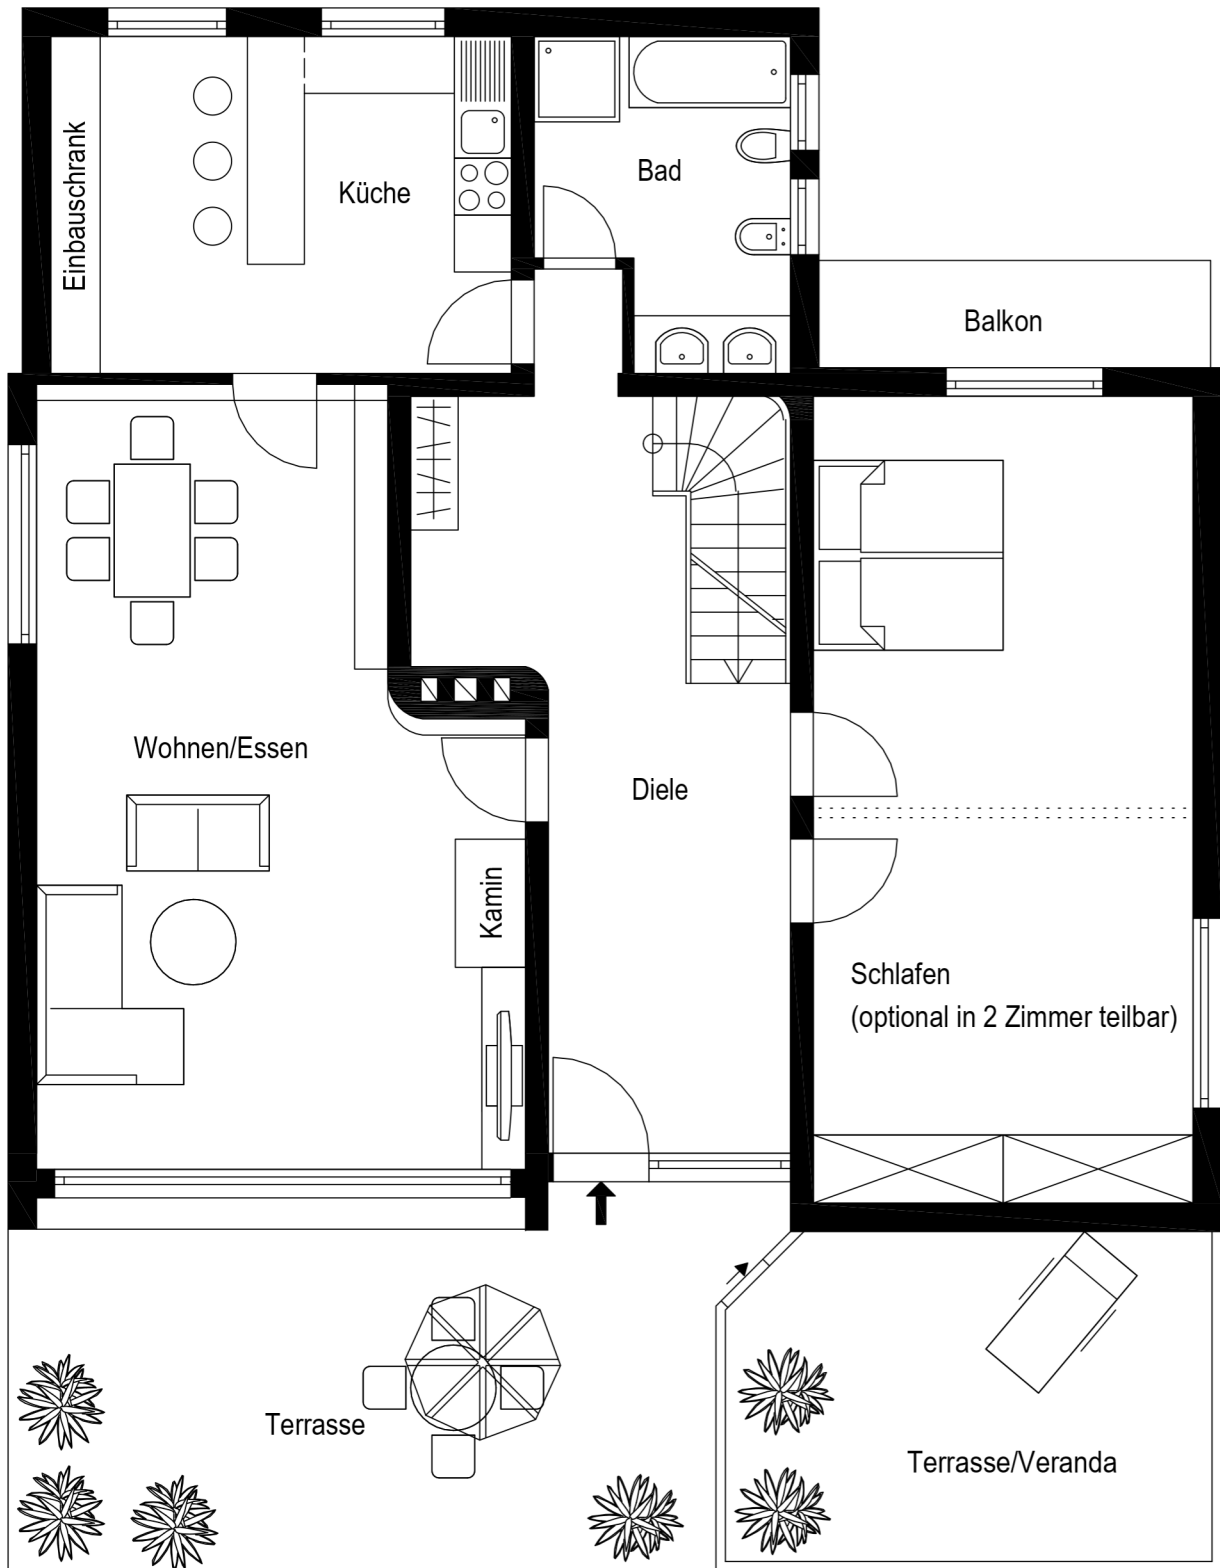 Einbauschrank
Küche
Bad
Balkon
Wohnen/Essen
Diele
Kamin
Schlafen
(optional in 2 Zimmer teilbar)
Terrasse
Terrasse/Veranda